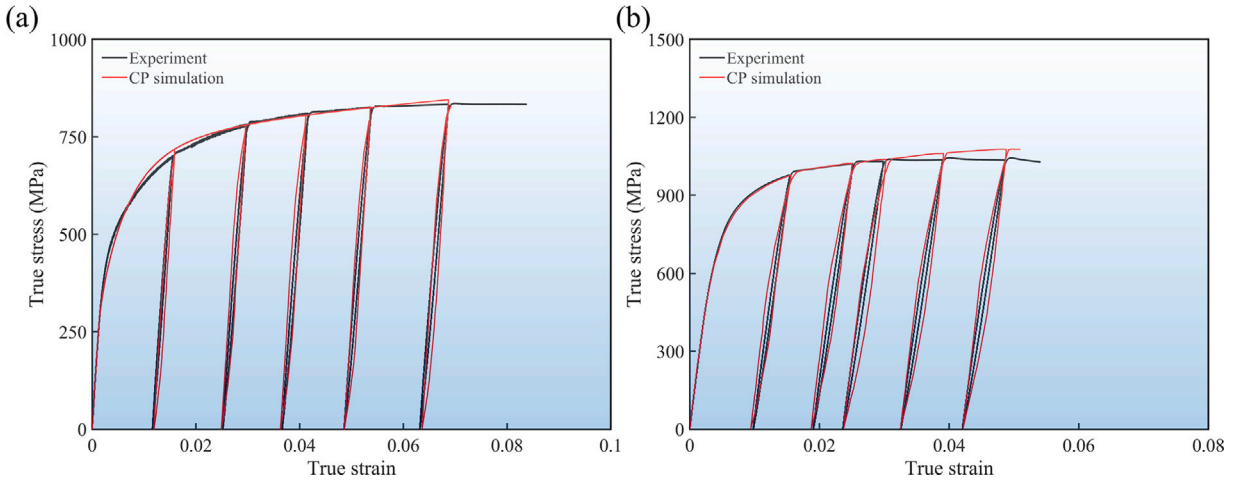 (a)
1000
750
500
250
0
True stress (MPa)
Experiment
CP simulation
0
0.02
0.04
0.06
0.08
0.1
True strain
(b)
1500
1200
900
600
300
0
True stress (MPa)
Experiment
CP simulation
0
0.02
0.04
0.06
0.08
True strain